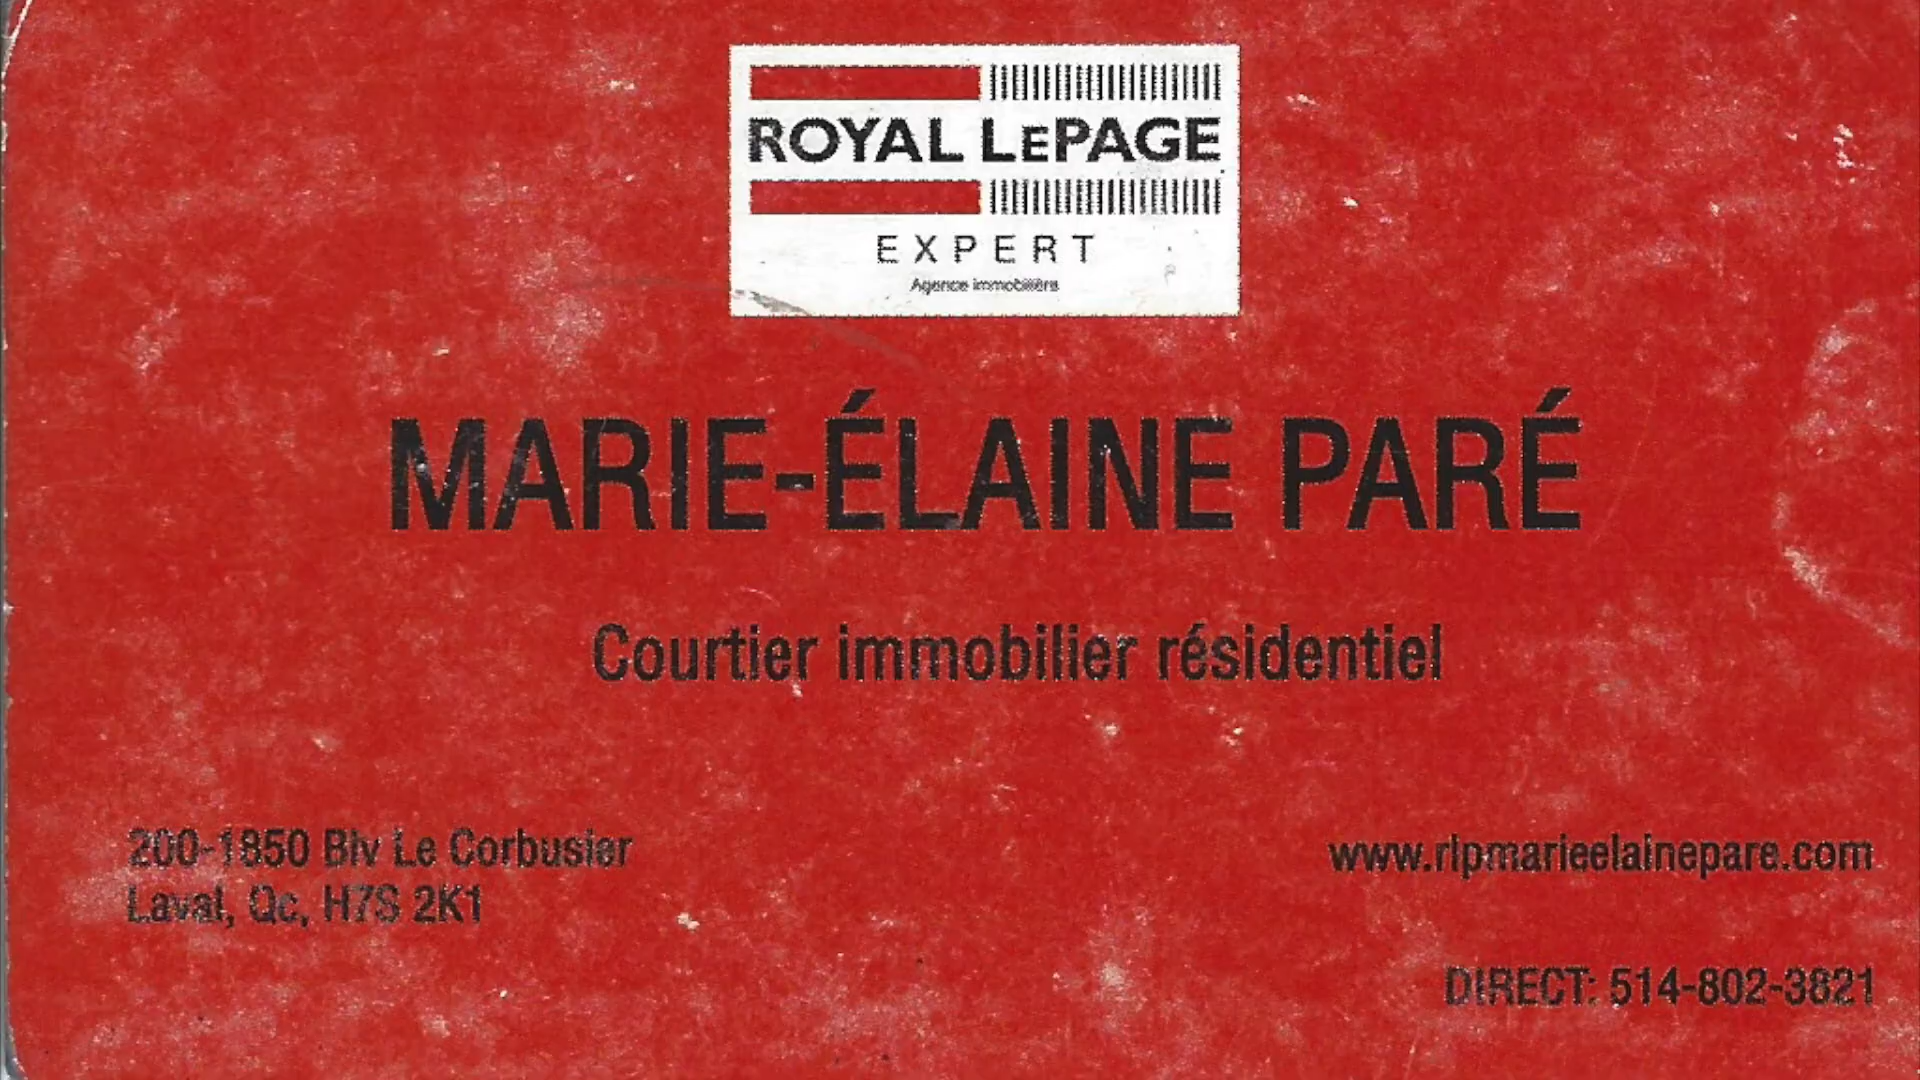 ROYAL LEPAGE
EXPERT
Agence immobilière
MARIE-ÉLAINE PARÉ
Courtier immobilier résidentiel
200-1850 Blv Le Corbusier
Laval, Qc, H7S 2K1
www.rlpmarieelainepare.com
DIRECT: 514-802-3821